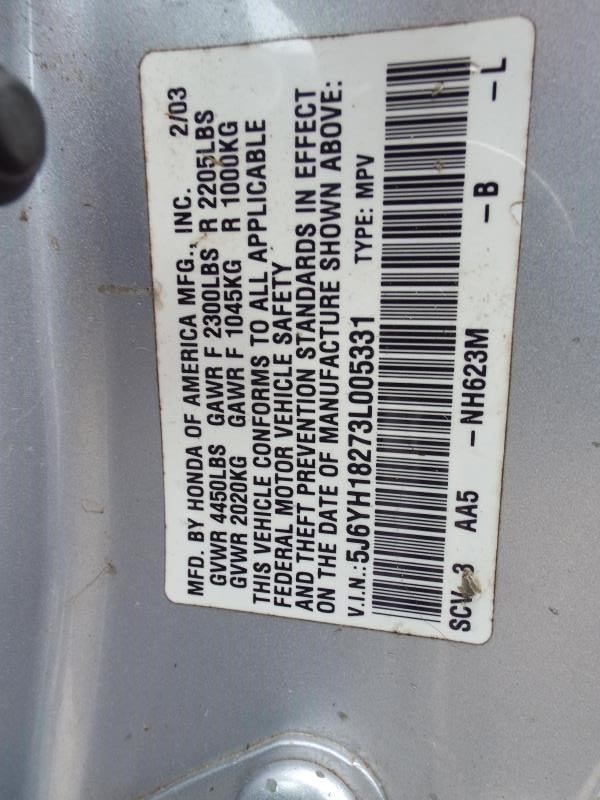 MFD. BY HONDA OF AMERICA MFG., INC. 2/03
GVWR 4450LBS GAWR F 2300LBS R 2205LBS
GVWR 2020KG GAWR F 1045KG R 1000KG
THIS VEHICLE CONFORMS TO ALL APPLICABLE
FEDERAL MOTOR VEHICLE SAFETY
AND THEFT PREVENTION STANDARDS IN EFFECT
ON THE DATE OF MANUFACTURE SHOWN ABOVE:
V.I.N.:5J6YH18273L005331 TYPE: MPV
AA5 -NH623M -B -L